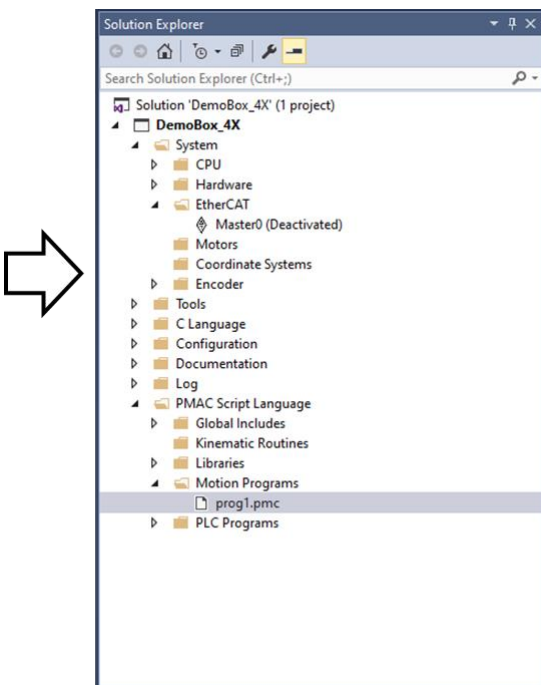 Solution Explorer
Search Solution Explorer (Ctrl+;)
Solution 'DemoBox_4X' (1 project)
DemoBox_4X
System
CPU
Hardware
EtherCAT
Master0 (Deactivated)
Motors
Coordinate Systems
Encoder
Tools
C Language
Configuration
Documentation
Log
PMAC Script Language
Global Includes
Kinematic Routines
Libraries
Motion Programs
prog1.pmc
PLC Programs